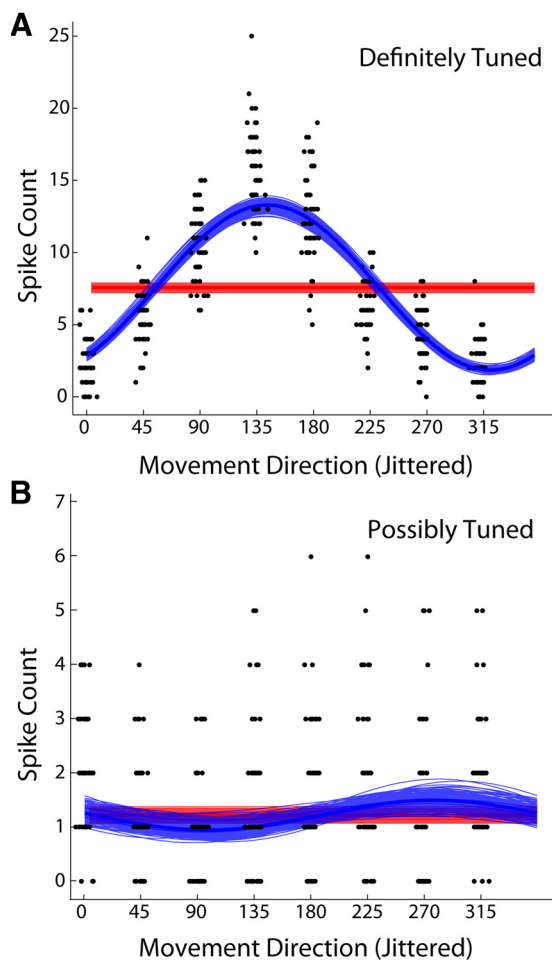 A
Definitely Tuned
25
20
15
10
5
0
Spike Count
0 45 90 135 180 225 270 315
Movement Direction (Jittered)
B
Possibly Tuned
7
6
5
4
3
2
1
0
Spike Count
0 45 90 135 180 225 270 315
Movement Direction (Jittered)